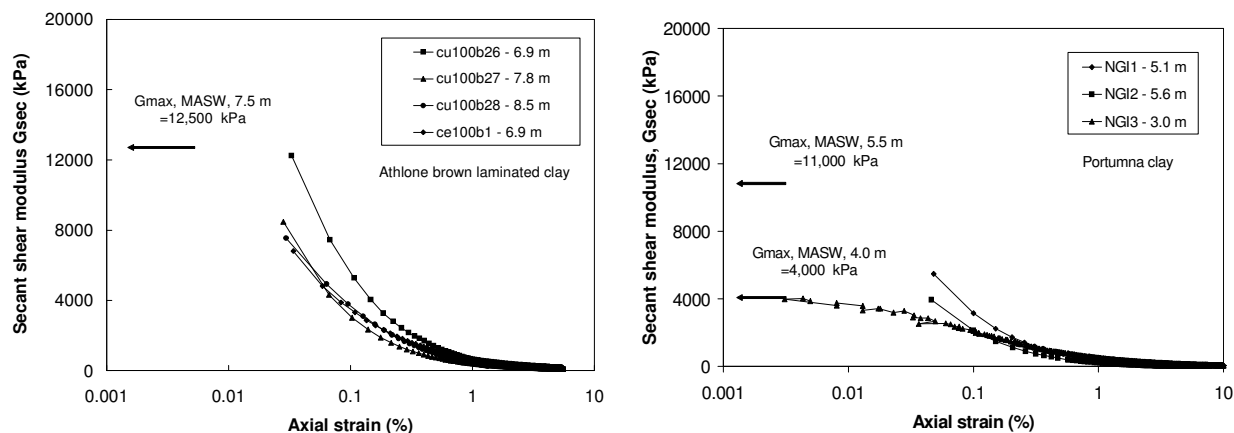 Secant shear modulus Gsec (kPa)
20000
16000
12000
8000
4000
0
Gmax, MASW, 7.5 m
=12,500 kPa
cu100b26 - 6.9 m
cu100b27 - 7.8 m
cu100b28 - 8.5 m
ce100b1 - 6.9 m
Athlone brown laminated clay
0.001
0.01
0.1
1
10
Axial strain (%)
Secant shear modulus, Gsec (kPa)
20000
16000
12000
8000
4000
0
NGI1 - 5.1 m
NGI2 - 5.6 m
NGI3 - 3.0 m
Gmax, MASW, 5.5 m
=11,000 kPa
Portumna clay
Gmax, MASW, 4.0 m
=4,000 kPa
0.001
0.01
0.1
1
10
Axial strain (%)